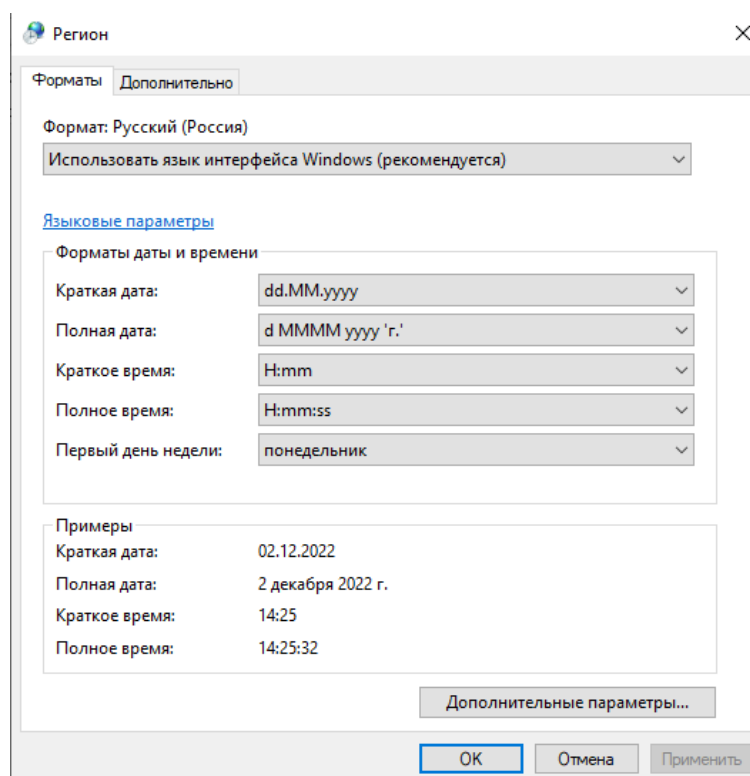 Регион
Форматы Дополнительно
Формат: Русский (Россия)
Использовать язык интерфейса Windows (рекомендуется)
Языковые параметры
Форматы даты и времени
Краткая дата: dd.MM.yyyy
Полная дата: d MMMM yyyy 'г.'
Краткое время: H:mm
Полное время: H:mm:ss
Первый день недели: понедельник
Примеры
Краткая дата: 02.12.2022
Полная дата: 2 декабря 2022 г.
Краткое время: 14:25
Полное время: 14:25:32
Дополнительные параметры...
ОК Отмена Применить